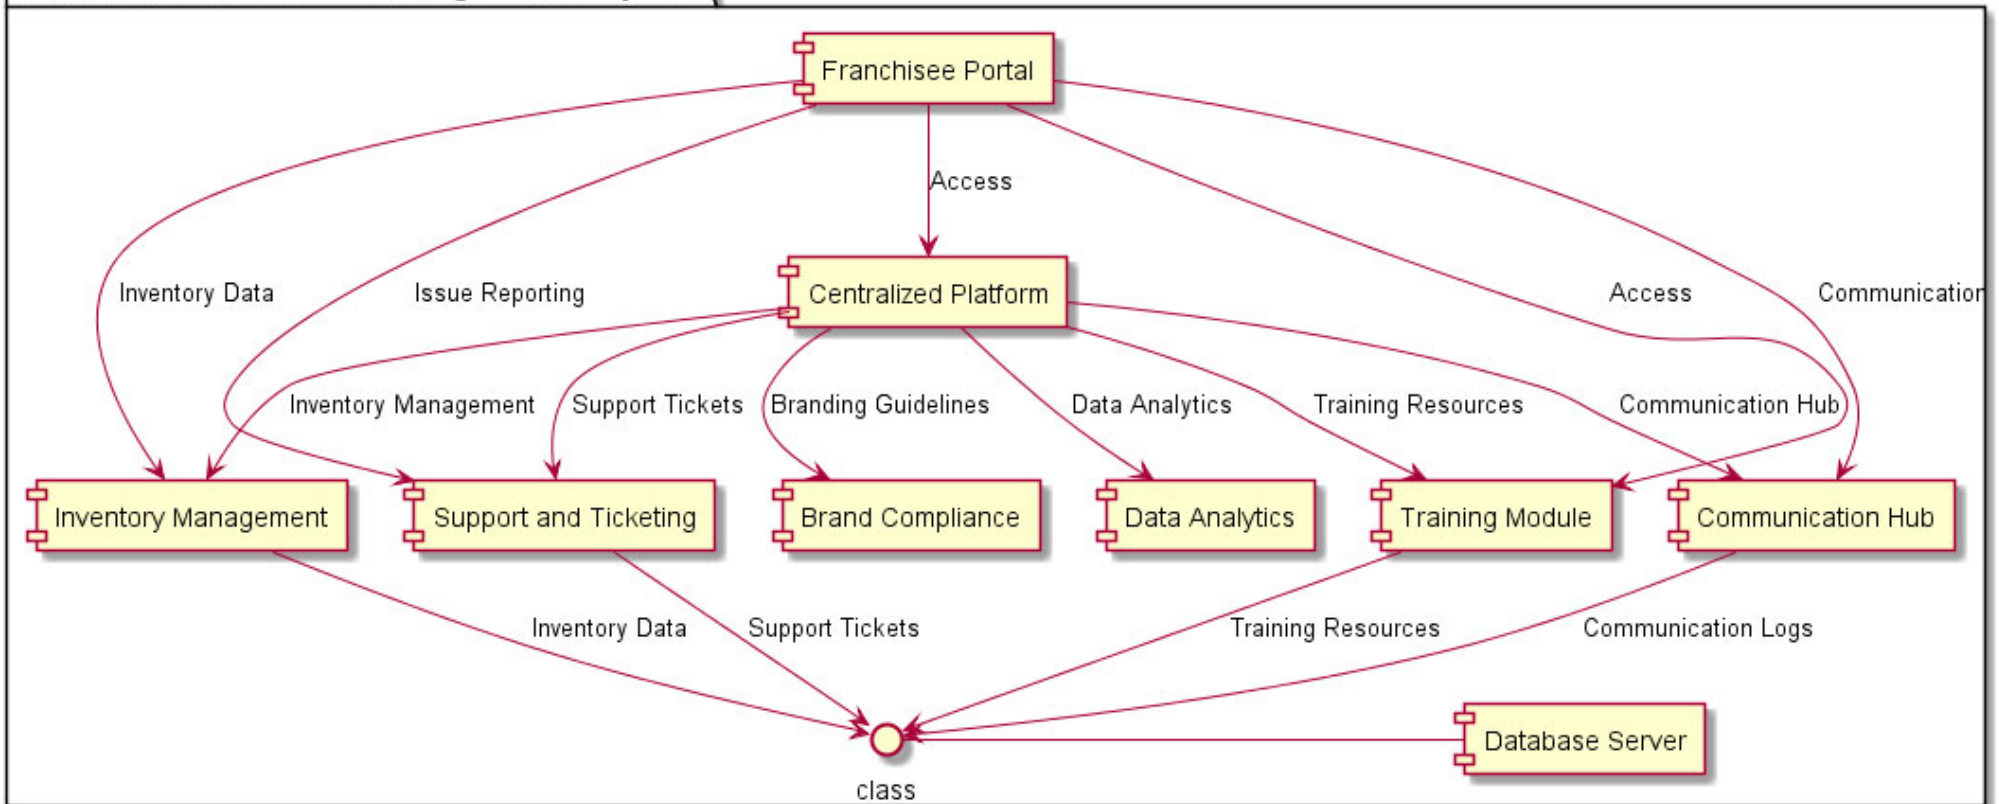 Franchisee Portal
Access
Inventory Data
Issue Reporting
Centralized Platform
Access
Communication
Inventory Management
Support Tickets
Branding Guidelines
Data Analytics
Training Resources
Communication Hub
Inventory Management
Support and Ticketing
Brand Compliance
Data Analytics
Training Module
Communication Hub
Inventory Data
Support Tickets
Training Resources
Communication Logs
Database Server
class